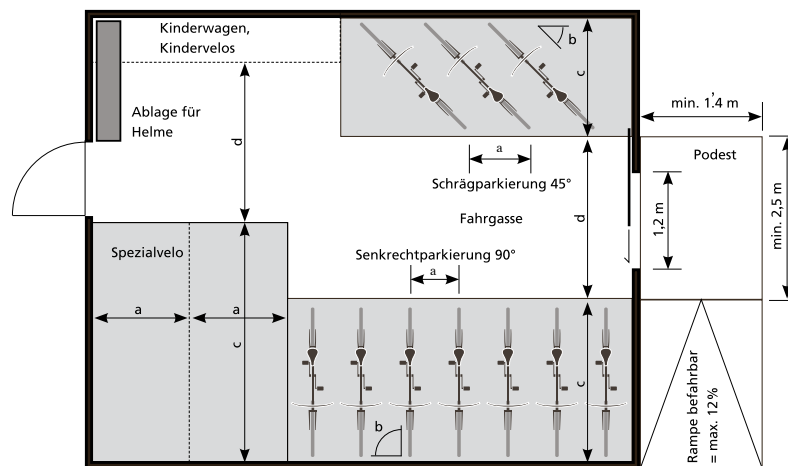 Kinderwagen,
Kindervelos
b
c
min. 1.4 m
Ablage für
Helme
d
a
Podest
Schrägparkierung 45°
Fahrgasse
d
1,2 m
min. 2,5 m
Spezialvelo
Senkrechtparkierung 90°
a
a
a
c
c
b
Rampe befahrbar
= max. 12%